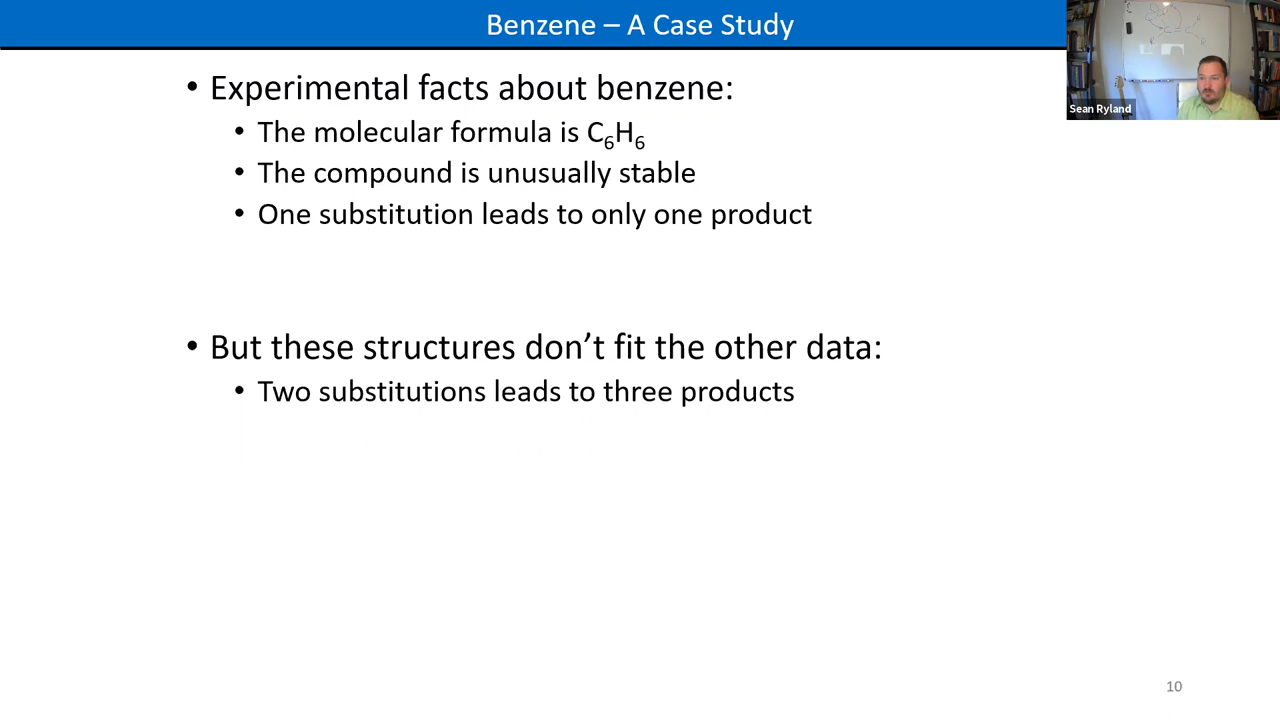 Benzene – A Case Study
Sean Ryland
• Experimental facts about benzene:
• The molecular formula is C₆H₆
• The compound is unusually stable
• One substitution leads to only one product
• But these structures don’t fit the other data:
• Two substitutions leads to three products
10